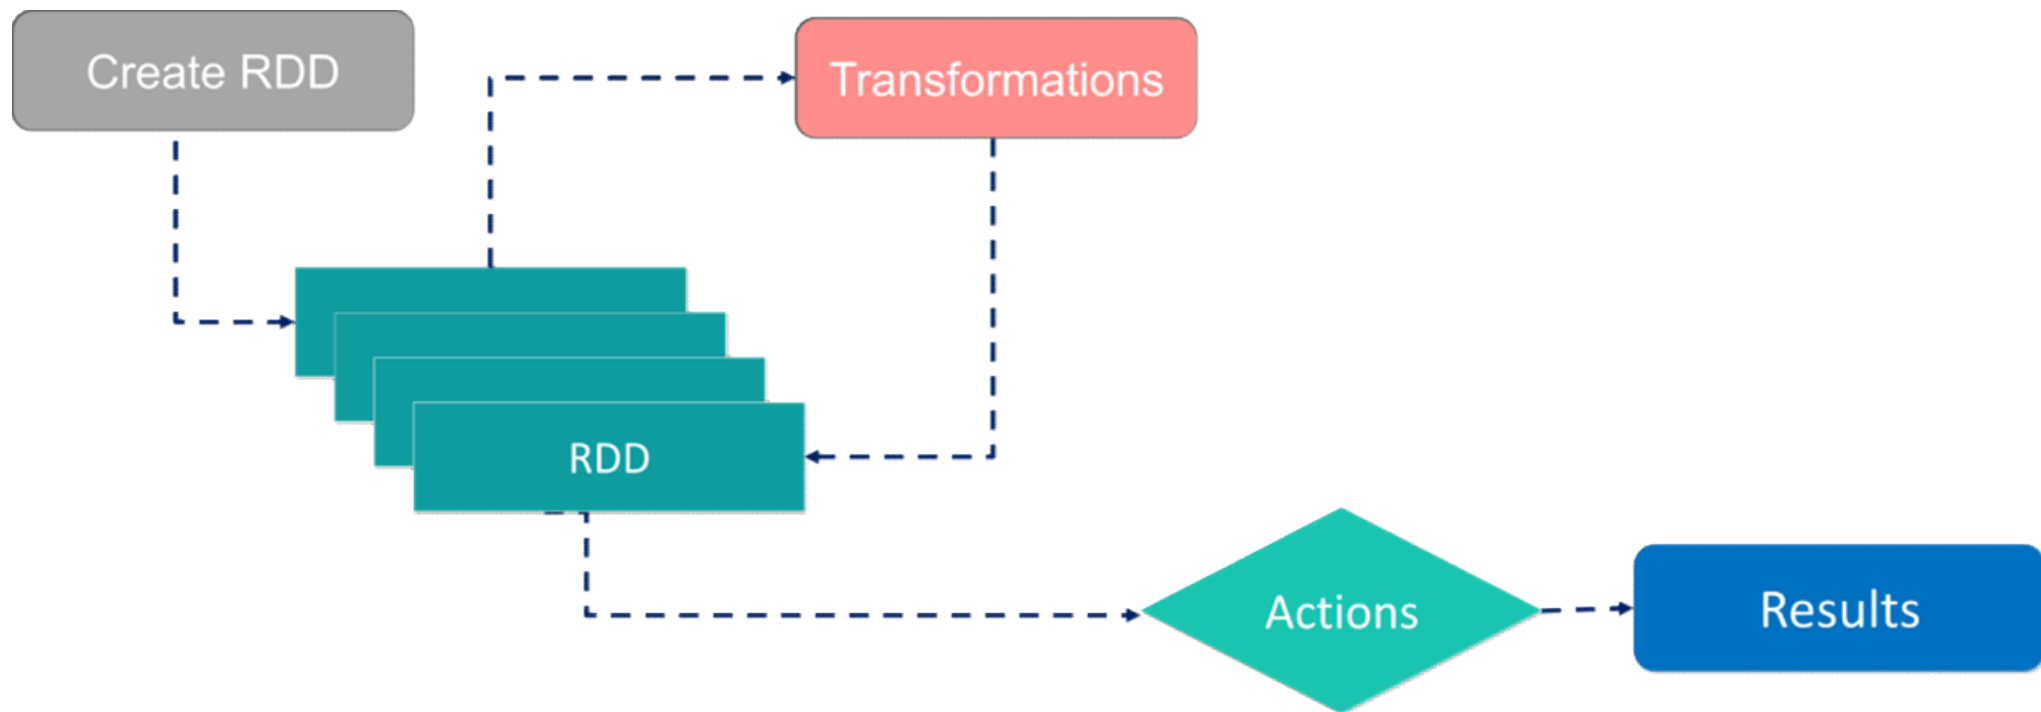 Create RDD
Transformations
RDD
Actions
Results